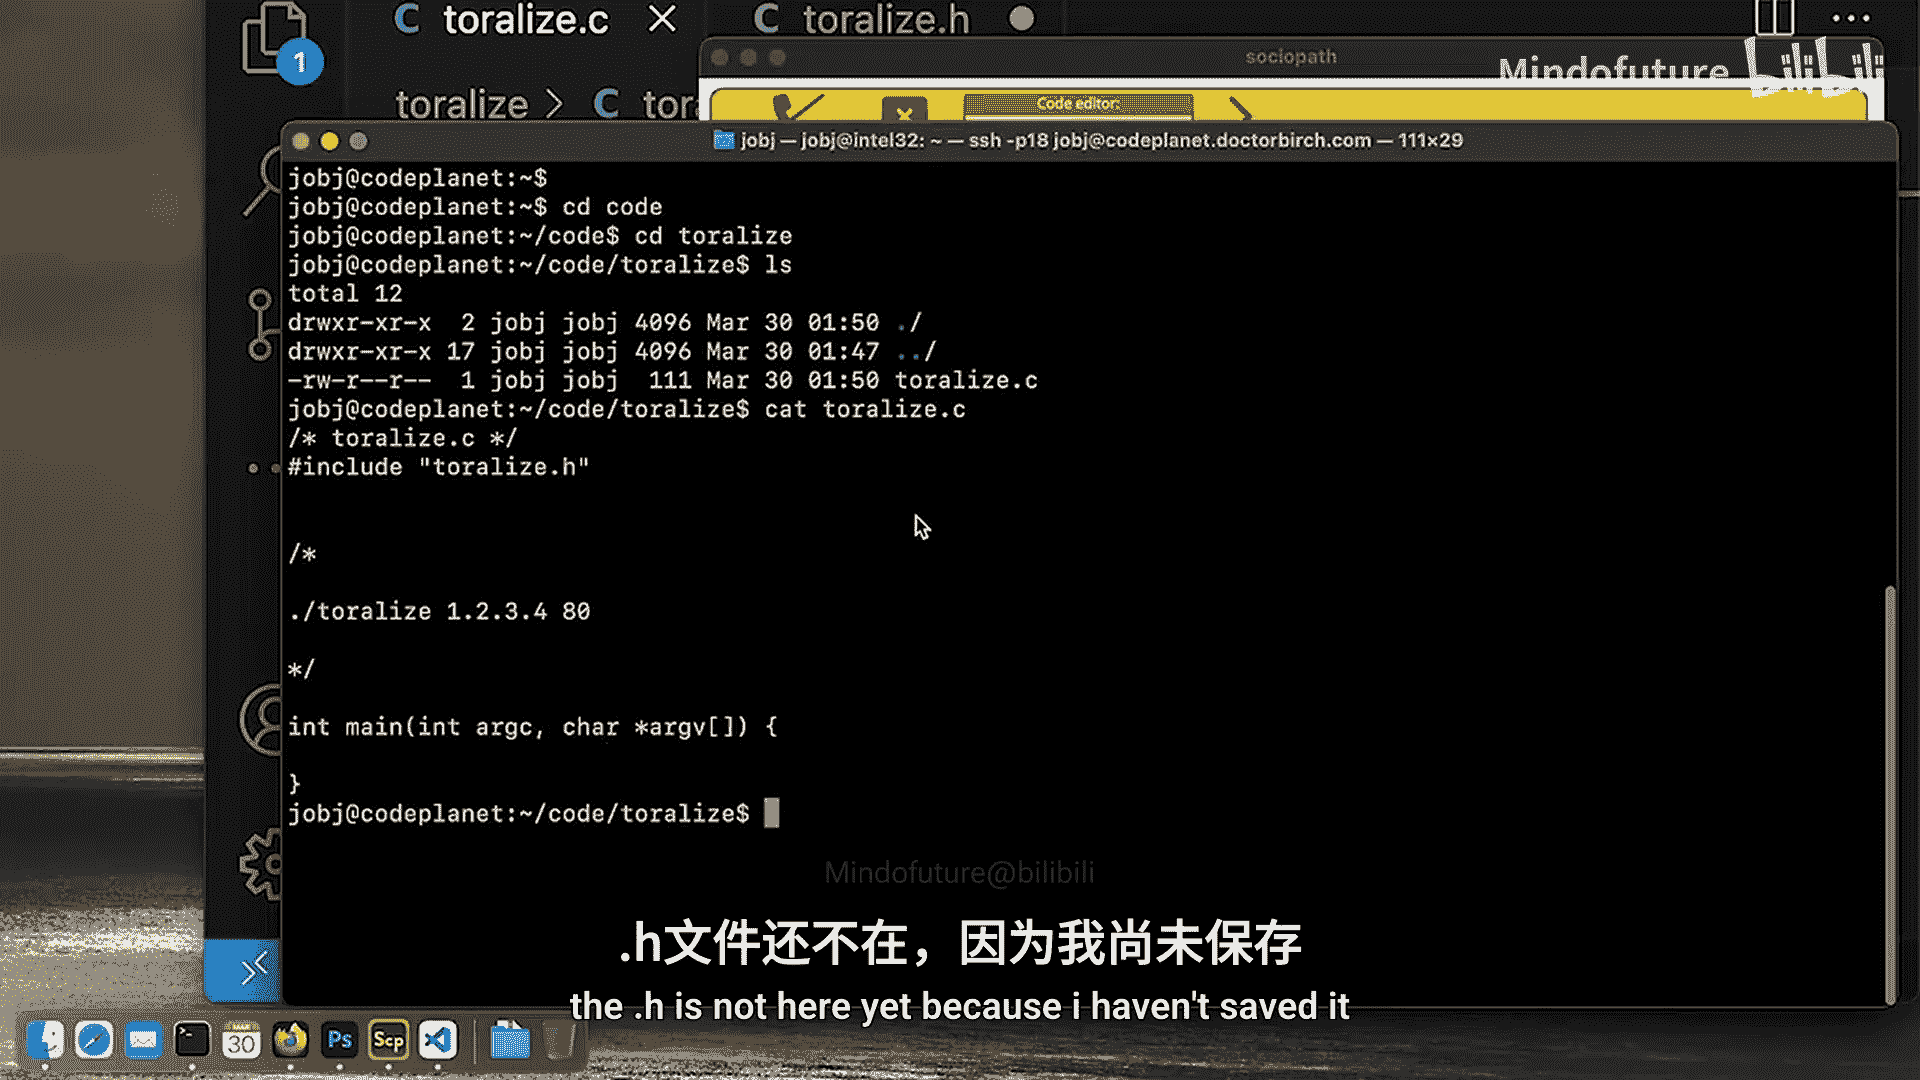 toralize.c
toralize.h
1
sociopath
Mindofuture bilibili
toralize > C tor
Code editor:
jobj — jobj@intel32: ~ — ssh -p18 jobj@codeplanet.doctorbirch.com — 111×29
jobj@codeplanet:~$
jobj@codeplanet:~$ cd code
jobj@codeplanet:~/code$ cd toralize
jobj@codeplanet:~/code/toralize$ ls
total 12
drwxr-xr-x  2 jobj jobj 4096 Mar 30 01:50 ./
drwxr-xr-x 17 jobj jobj 4096 Mar 30 01:47 ../
-rw-r--r--  1 jobj jobj  111 Mar 30 01:50 toralize.c
jobj@codeplanet:~/code/toralize$ cat toralize.c
/* toralize.c */
#include "toralize.h"
/*
./toralize 1.2.3.4 80
*/
int main(int argc, char *argv[]) {
}
jobj@codeplanet:~/code/toralize$
Mindofuture@bilibili
.h文件还不在，因为我尚未保存
the .h is not here yet because i haven't saved it
MAR
30
Ps
Scp